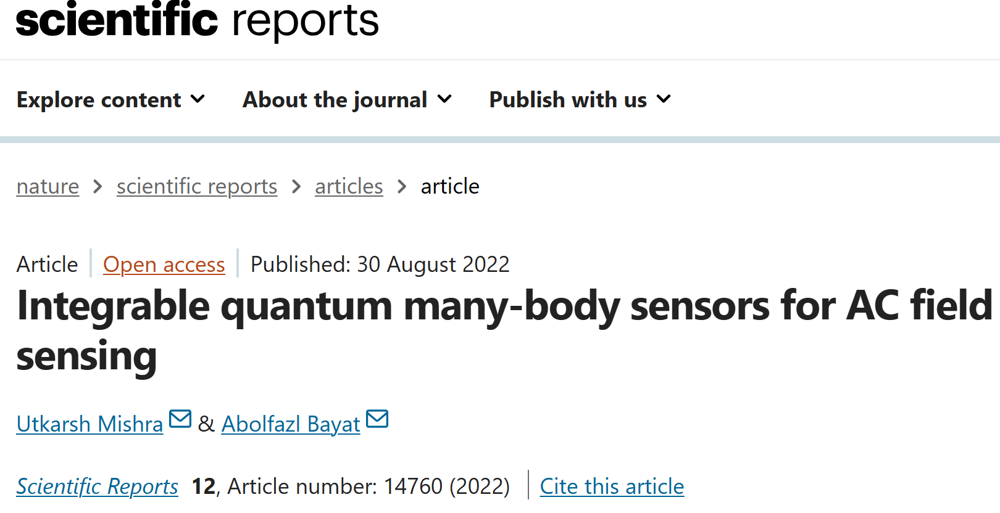 scientific reports
Explore content About the journal Publish with us
nature > scientific reports > articles > article
Article Open access Published: 30 August 2022
Integrable quantum many-body sensors for AC field
sensing
Utkarsh Mishra & Abolfazl Bayat
Scientific Reports 12, Article number: 14760 (2022) Cite this article